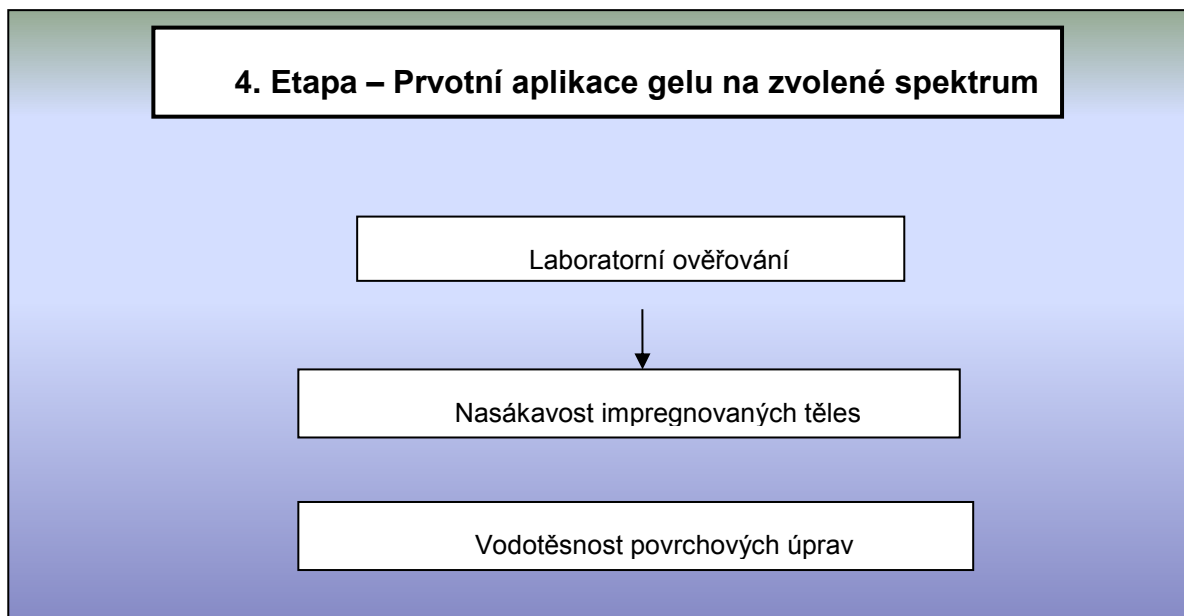 4. Etapa – Prvotní aplikace gelu na zvolené spektrum
Laboratorní ověřování
Nasákavost impregnovaných těles
Vodotěsnost povrchových úprav